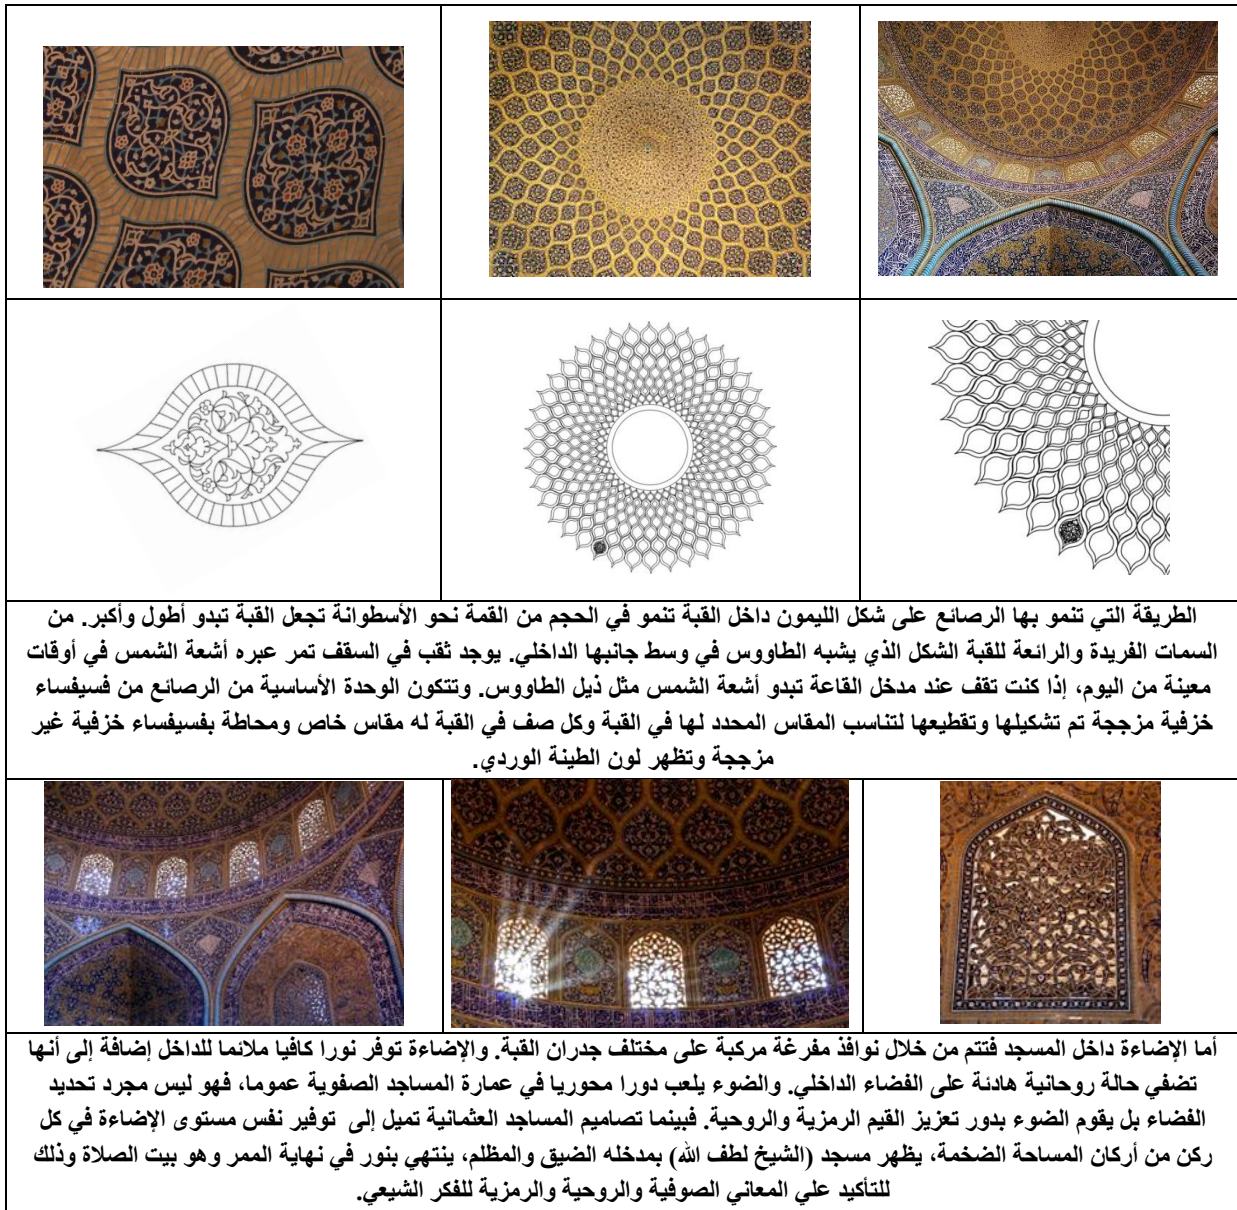 الطريقة التي تنمو بها الرصائع على شكل الليمون داخل القبة تنمو في الحجم من القمة نحو الأسطوانة تجعل القبة تبدو أطول وأكبر. من
السمات الفريدة والرائعة للقبة الشكل الذي يشبه الطاووس في وسط جانبها الداخلي. يوجد ثقب في السقف تمر عبره أشعة الشمس في أوقات
معينة من اليوم، إذا كنت تقف عند مدخل القاعة تبدو أشعة الشمس مثل ذيل الطاووس. وتتكون الوحدة الأساسية من الرصائع من فسيفساء
خزفية مزججة تم تشكيلها وتقطيعها لتناسب المقاس المحدد لها في القبة وكل صف في القبة له مقاس خاص ومحاطة بفسيفساء خزفية غير
مزججة وتظهر لون الطينة الوردي.
أما الإضاءة داخل المسجد فتتم من خلال نوافذ مفرغة مركبة على مختلف جدران القبة. والإضاءة توفر نورا كافيا ملائما للداخل إضافة إلى أنها
تضفي حالة روحانية هادئة على الفضاء الداخلي. والضوء يلعب دورا محوريا في عمارة المساجد الصفوية عموما، فهو ليس مجرد تحديد
الفضاء بل يقوم الضوء بدور تعزيز القيم الرمزية والروحية. فبينما تصاميم المساجد العثمانية تميل إلى توفير نفس مستوى الإضاءة في كل
ركن من أركان المساحة الضخمة، يظهر مسجد (الشيخ لطف الله) بمدخله الضيق والمظلم، ينتهي بنور في نهاية الممر وهو بيت الصلاة وذلك
للتأكيد علي المعاني الصوفية والروحية والرمزية للفكر الشيعي.